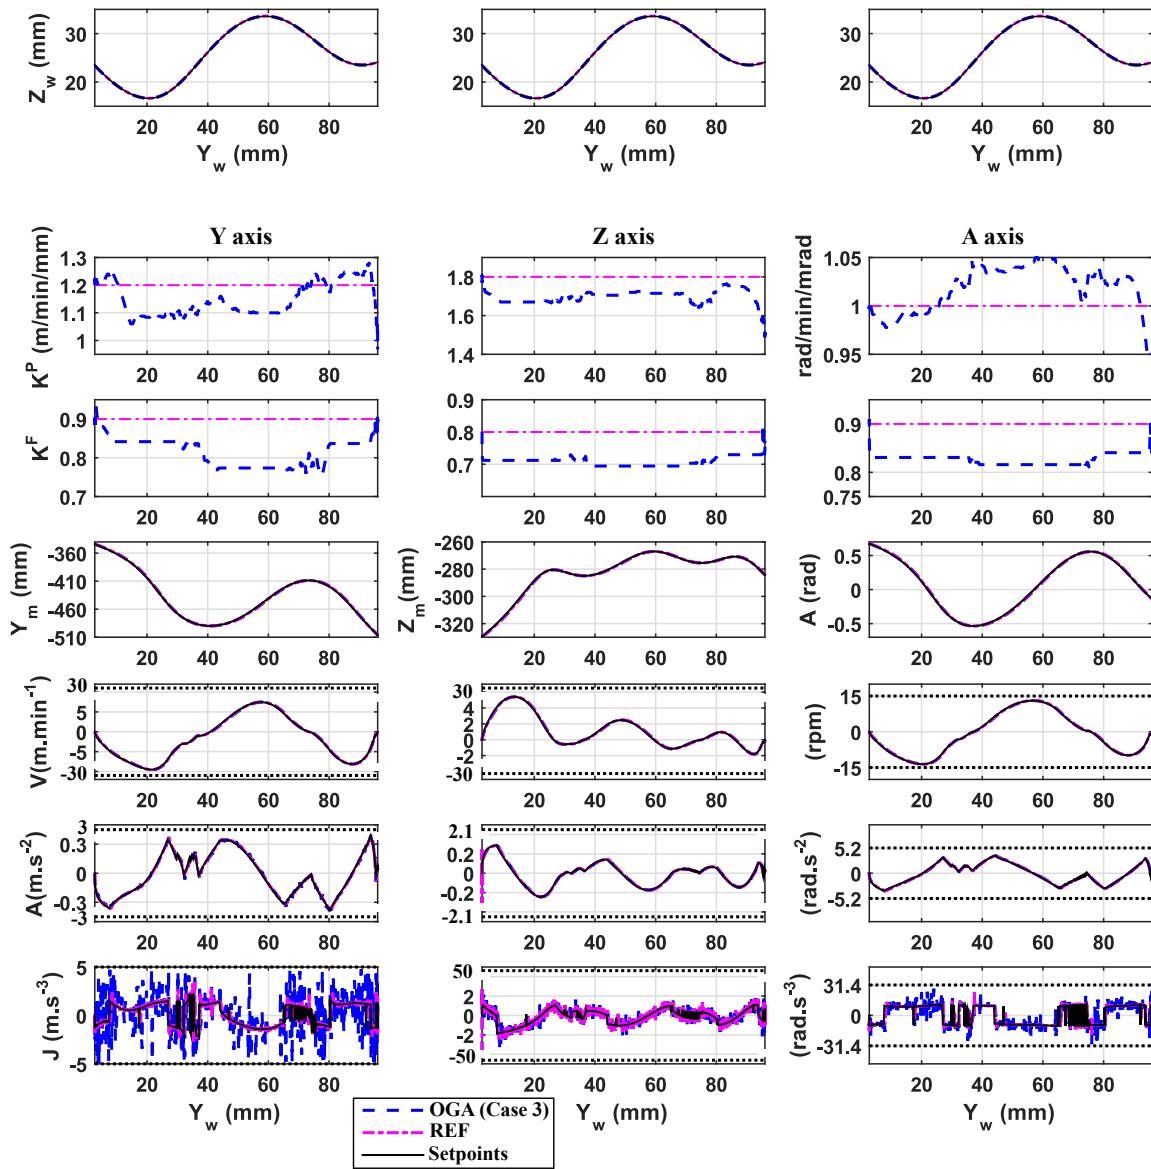 30
20
Z_w (mm)
20 40 60 80
Y_w (mm)
30
20
20 40 60 80
Y_w (mm)
30
20
20 40 60 80
Y_w (mm)
Y axis
Z axis
A axis
1.3
1.2
1.1
1
K^P (m/min/mm)
20 40 60 80
1.8
1.6
1.4
20 40 60 80
1.05
1
0.95
rad/min/mrad
20 40 60 80
0.9
0.8
0.7
K^F
20 40 60 80
0.9
0.8
0.7
20 40 60 80
0.9
0.8
0.75
20 40 60 80
-360
-410
-460
-510
Y_m (mm)
20 40 60 80
-260
-280
-300
-320
Z_m (mm)
20 40 60 80
0.5
0
-0.5
A (rad)
20 40 60 80
30
5
0
-5
-30
V(m.min^-1)
20 40 60 80
30
4
2
0
-2
-30
20 40 60 80
15
0
-15
(rpm)
20 40 60 80
3
0.3
0
-0.3
-3
A(m.s^-2)
20 40 60 80
2.1
0.2
0
-0.2
-2.1
20 40 60 80
5.2
0
-5.2
(rad.s^-2)
20 40 60 80
5
0
-5
J (m.s^-3)
20 40 60 80
Y_w (mm)
50
2
0
-2
-50
20 40 60 80
Y_w (mm)
31.4
0
-31.4
(rad.s^-3)
20 40 60 80
Y_w (mm)
OGA (Case 3)
REF
Setpoints